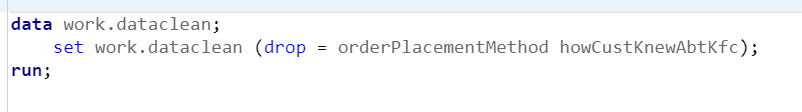 data work.dataclean;
set work.dataclean (drop = orderPlacementMethod howCustKnewAbtKfc);
run;